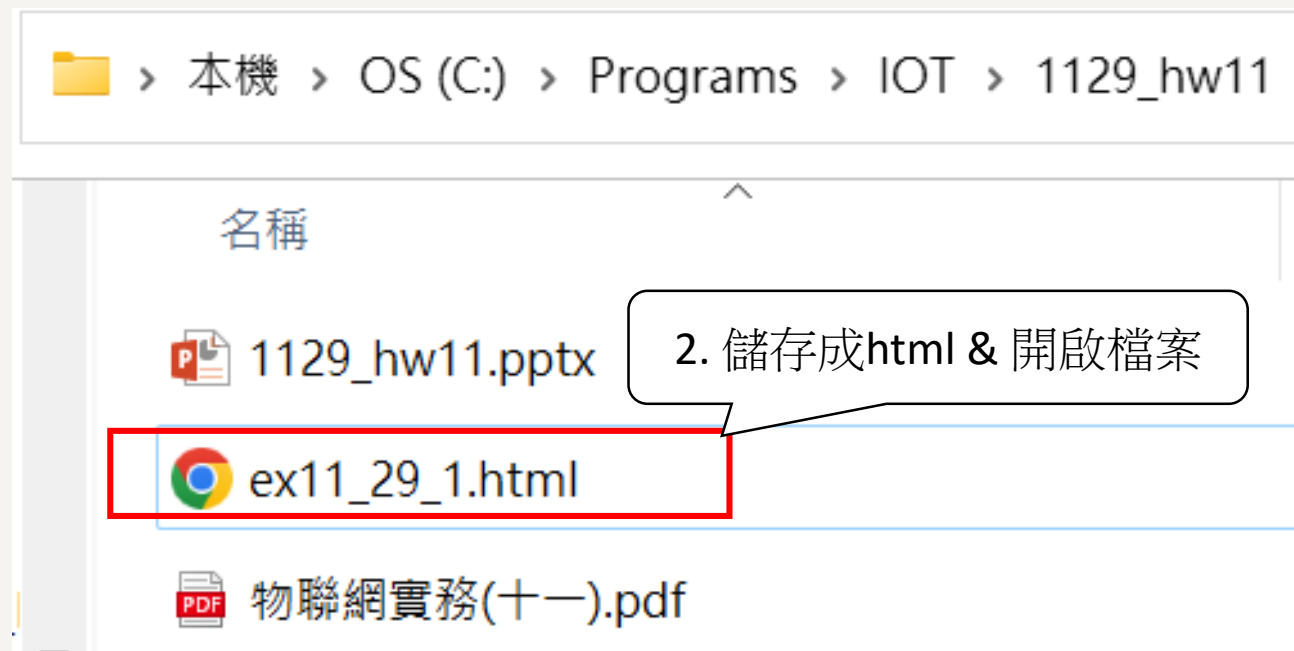 本機 > OS (C:) > Programs > IOT > 1129_hw11
名稱
1129_hw11.pptx
2. 儲存成html & 開啟檔案
ex11_29_1.html
PDF 物聯網實務(十一).pdf